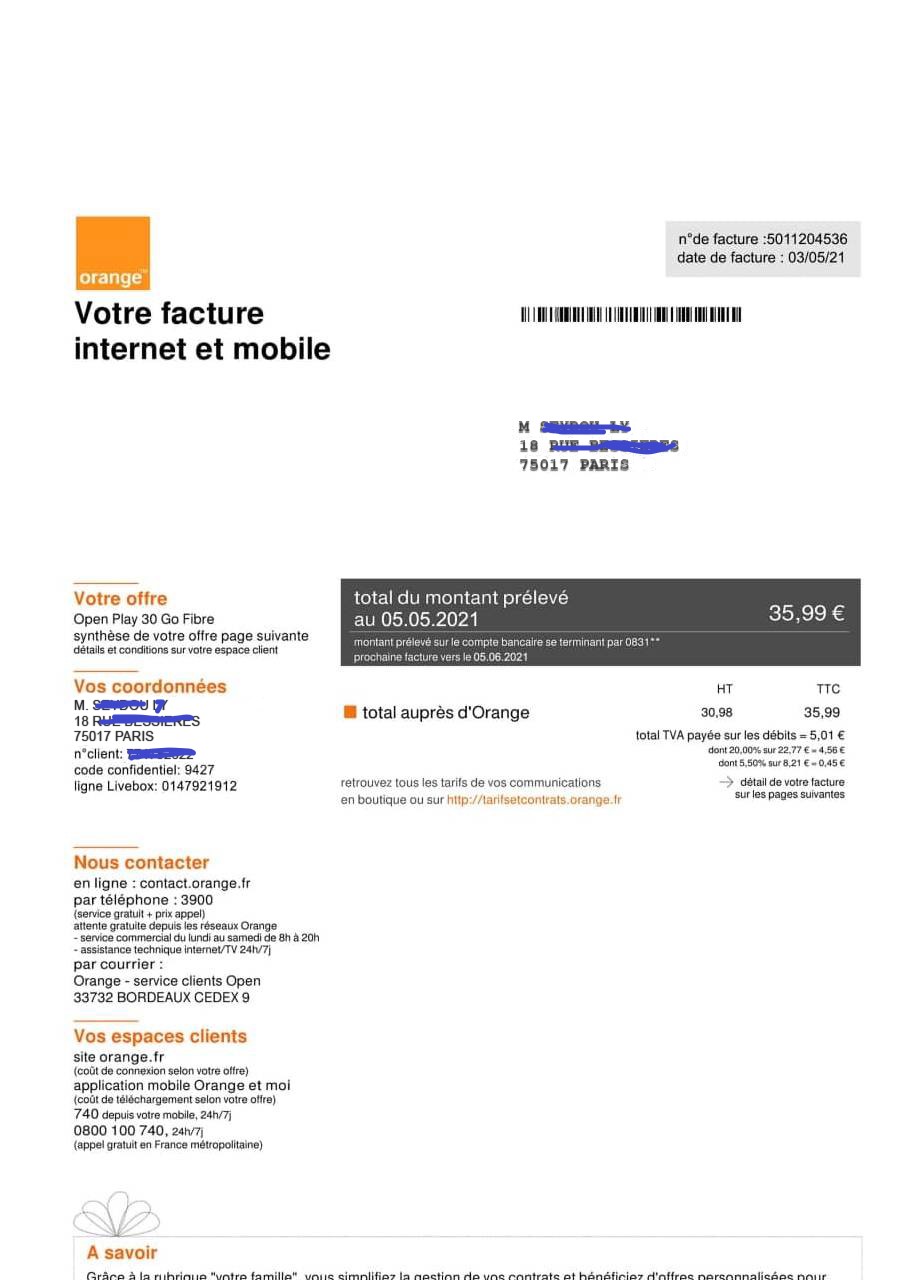 orange™
n°de facture :5011204536
date de facture : 03/05/21
Votre facture
internet et mobile
M
18
75017 PARIS
Votre offre
Open Play 30 Go Fibre
synthèse de votre offre page suivante
détails et conditions sur votre espace client
Vos coordonnées
M.
18
75017 PARIS
n°client:
code confidentiel: 9427
ligne Livebox: 0147921912
total du montant prélevé
au 05.05.2021
35,99 €
montant prélevé sur le compte bancaire se terminant par 0831**
prochaine facture vers le 05.06.2021
HT TTC
total auprès d'Orange 30,98 35,99
total TVA payée sur les débits = 5,01 €
dont 20,00% sur 22,77 € = 4,56 €
dont 5,50% sur 8,21 € = 0,45 €
retrouvez tous les tarifs de vos communications
en boutique ou sur http://tarifsetcontrats.orange.fr
→ détail de votre facture
sur les pages suivantes
Nous contacter
en ligne : contact.orange.fr
par téléphone : 3900
(service gratuit + prix appel)
attente gratuite depuis les réseaux Orange
- service commercial du lundi au samedi de 8h à 20h
- assistance technique internet/TV 24h/7j
par courrier :
Orange - service clients Open
33732 BORDEAUX CEDEX 9
Vos espaces clients
site orange.fr
(coût de connexion selon votre offre)
application mobile Orange et moi
(coût de téléchargement selon votre offre)
740 depuis votre mobile, 24h/7j
0800 100 740, 24h/7j
(appel gratuit en France métropolitaine)
A savoir
Grâce à la rubrique "votre famille", vous simplifiez la gestion de vos contrats et bénéficiez d'offres personnalisées pour